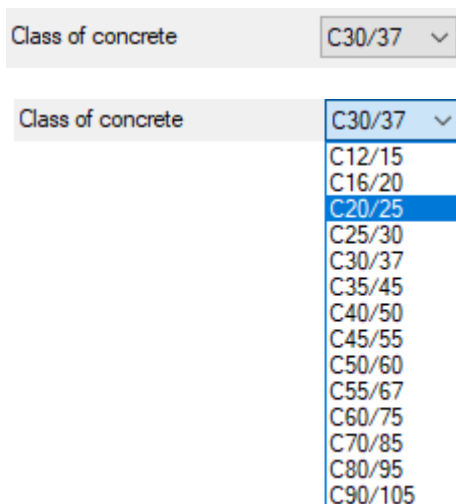 Class of concrete C30/37
Class of concrete C30/37
C12/15
C16/20
C20/25
C25/30
C30/37
C35/45
C40/50
C45/55
C50/60
C55/67
C60/75
C70/85
C80/95
C90/105